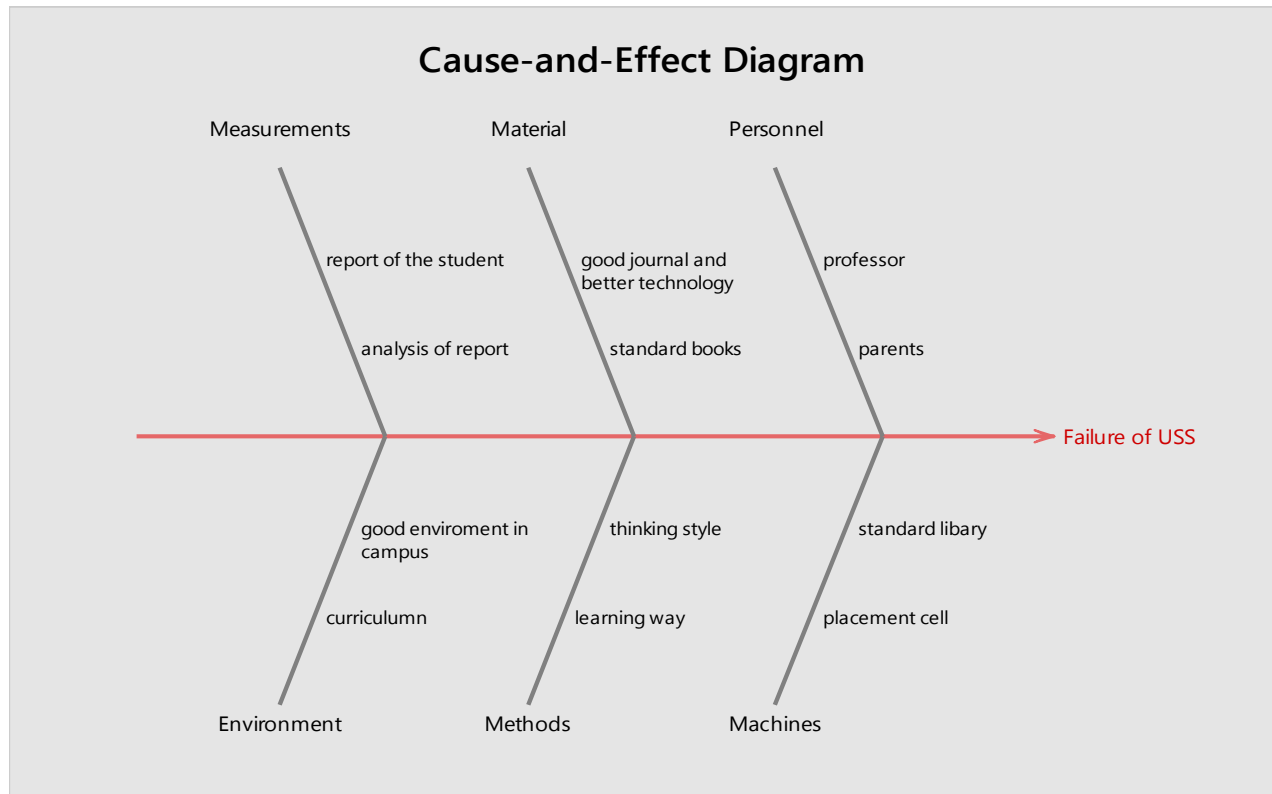 Cause-and-Effect Diagram
Measurements
Material
Personnel
report of the student
good journal and
better technology
professor
analysis of report
standard books
parents
Failure of USS
good enviroment in
campus
thinking style
standard libary
curriculumn
learning way
placement cell
Environment
Methods
Machines